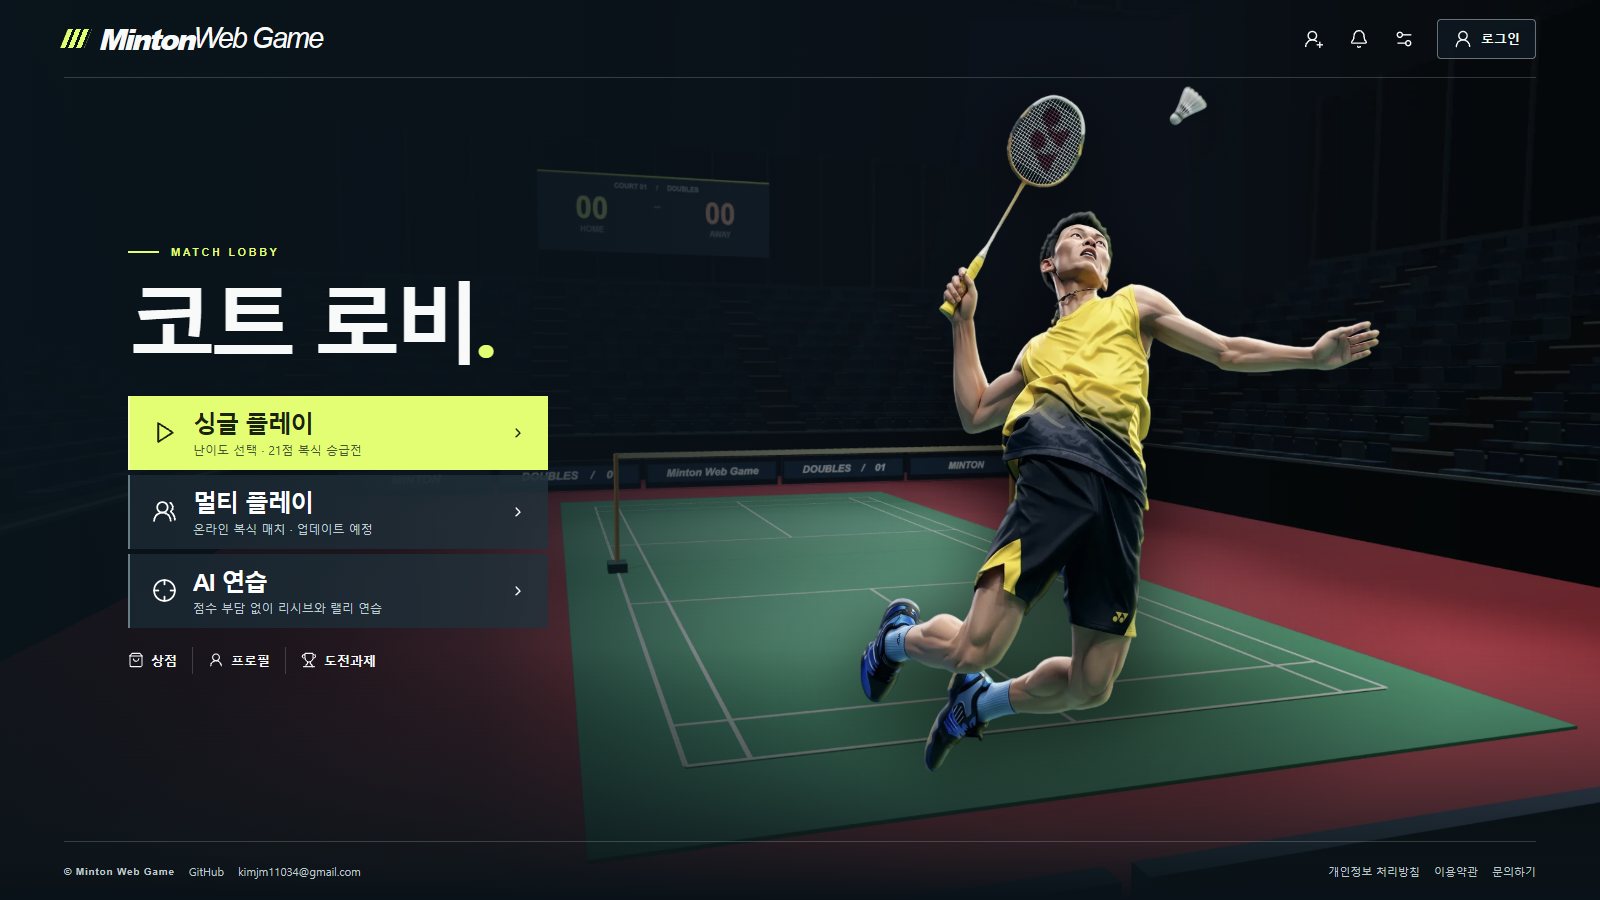 MintonWeb Game
로그인
COURT 01 / DOUBLES
00 - 00
HOME AWAY
MATCH LOBBY
코트 로비.
싱글 플레이
난이도 선택 · 21점 복식 승급전
MINTON DOUBLES / 0 Minton Web Game DOUBLES / 01 MINTON
멀티 플레이
온라인 복식 매치 · 업데이트 예정
AI 연습
점수 부담 없이 리시브와 랠리 연습
상점 프로필 도전과제
© Minton Web Game GitHub kimjm11034@gmail.com
개인정보 처리방침 이용약관 문의하기